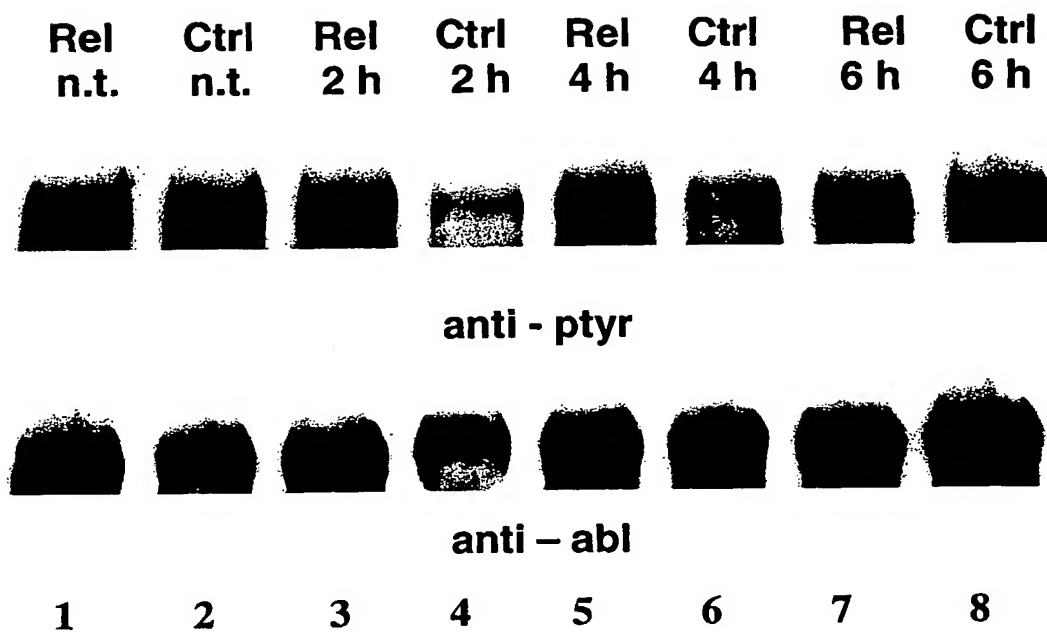 Rel Ctrl Rel Ctrl Rel Ctrl Rel Ctrl
n.t. n.t. 2 h 2 h 4 h 4 h 6 h 6 h
anti - ptyr
anti – abl
1 2 3 4 5 6 7 8